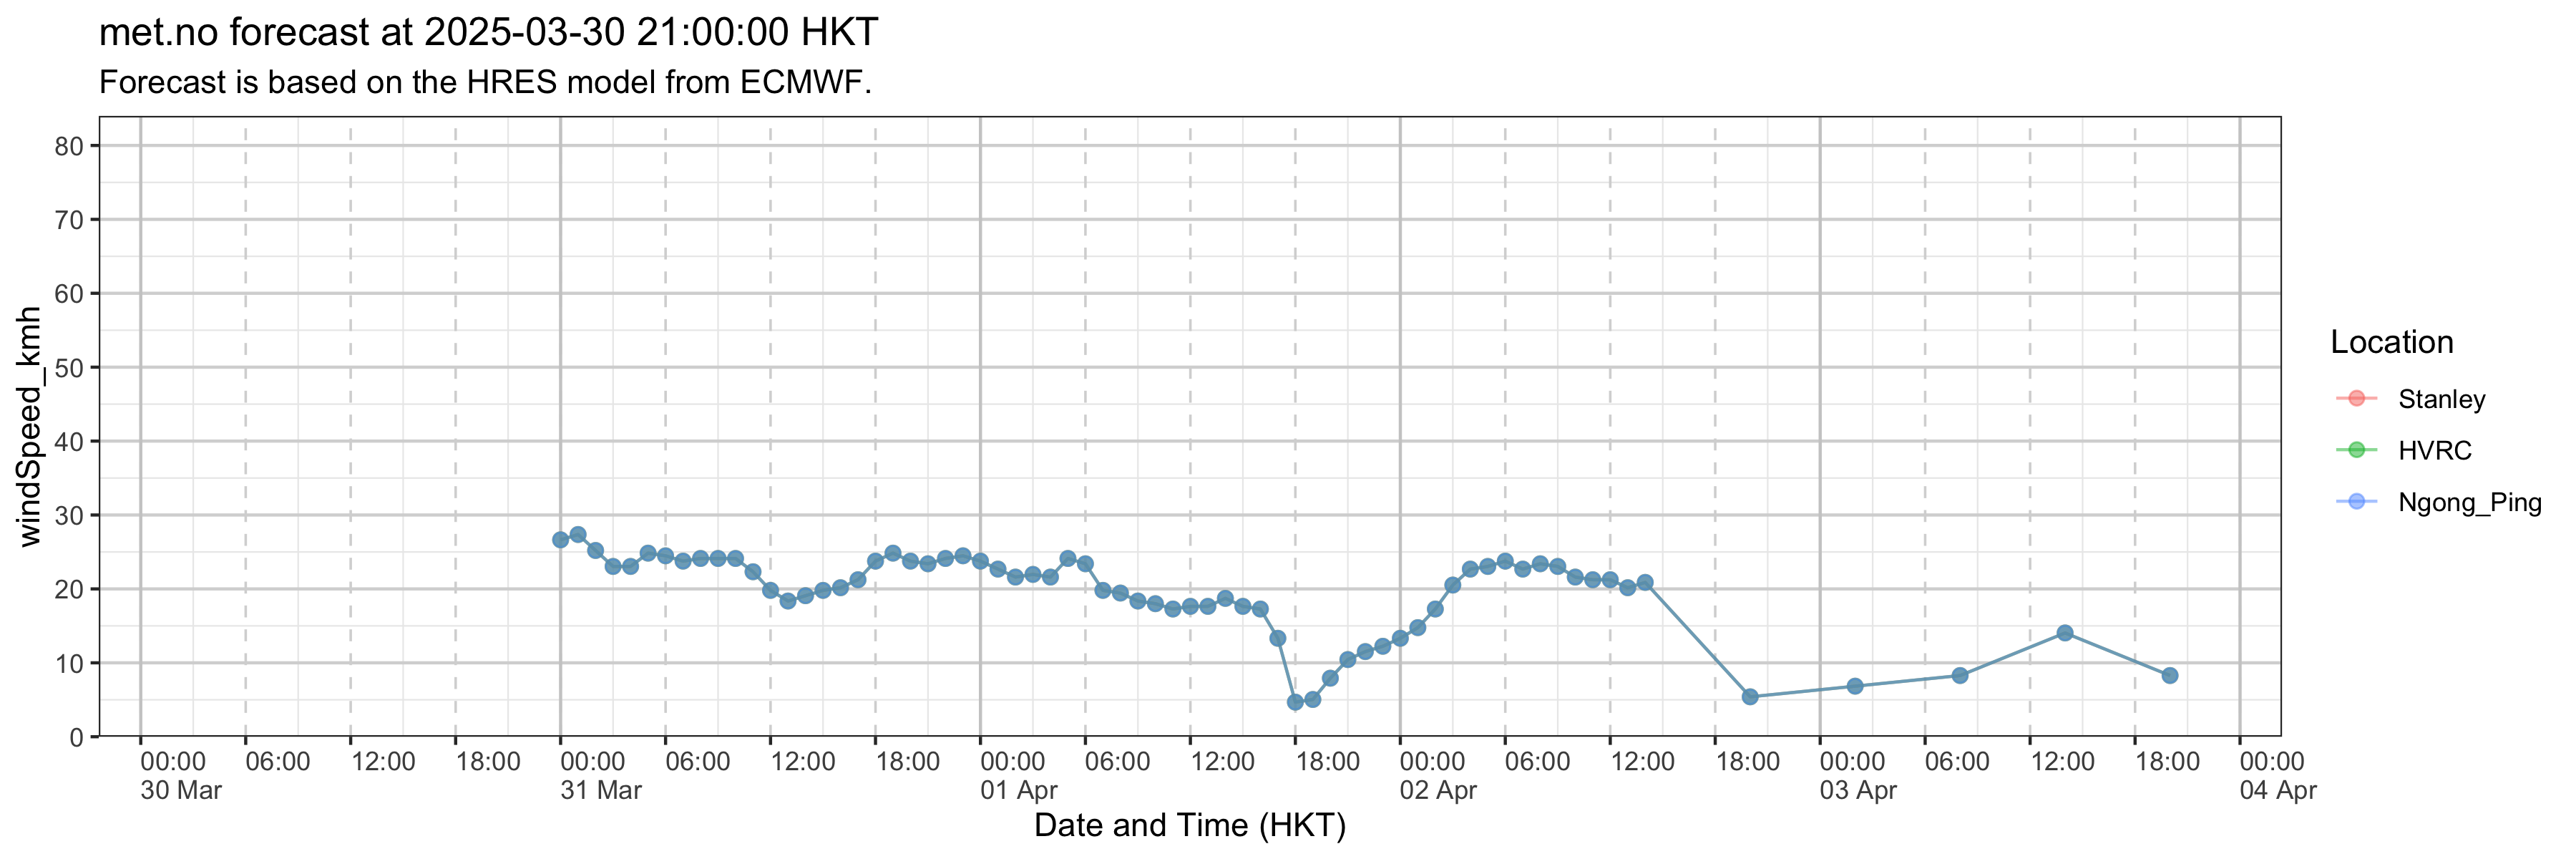 met.no forecast at 2025-03-30 21:00:00 HKT
Forecast is based on the HRES model from ECMWF.
windSpeed_kmh
80
70
60
50
40
30
20
10
0
00:00 06:00 12:00 18:00 00:00 06:00 12:00 18:00 00:00 06:00 12:00 18:00 00:00 06:00 12:00 18:00 00:00 06:00 12:00 18:00 00:00
30 Mar 31 Mar 01 Apr 02 Apr 03 Apr 04 Apr
Date and Time (HKT)
Location
Stanley
HVRC
Ngong_Ping